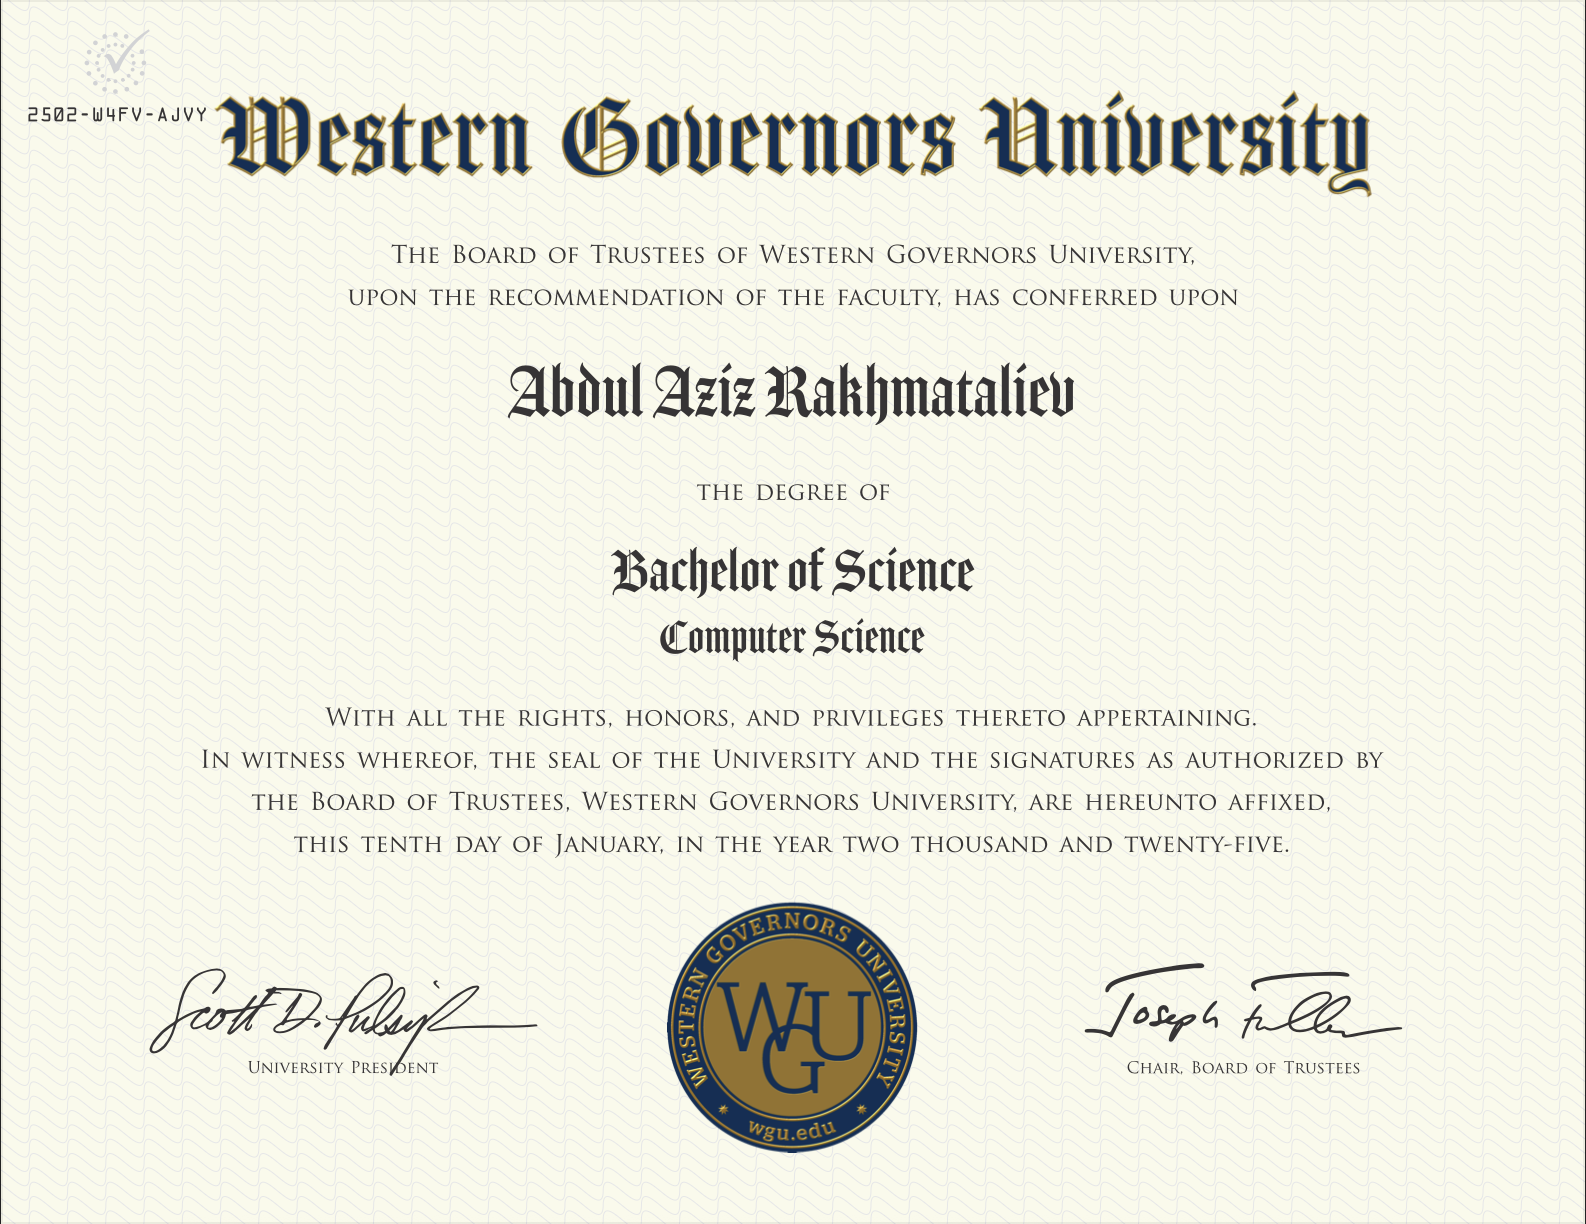 2502-W4FV-AJVY
Western Governors University
The Board of Trustees of Western Governors University,
upon the recommendation of the faculty, has conferred upon
Abdul Aziz Rakhmataliev
the degree of
Bachelor of Science
Computer Science
With all the rights, honors, and privileges thereto appertaining.
In witness whereof, the seal of the University and the signatures as authorized by
the Board of Trustees, Western Governors University, are hereunto affixed,
this tenth day of January, in the year two thousand and twenty-five.
Scott D. Pulsipher
University President
WESTERN GOVERNORS UNIVERSITY
WGU
wgu.edu
Joseph Fuller
Chair, Board of Trustees